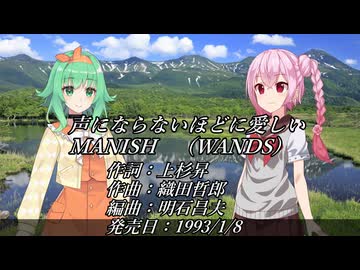 声にならないほどに愛しい
MANISH　（WANDS）
作詞：上杉昇
作曲：織田哲郎
編曲：明石昌夫
発売日：1993/1/8